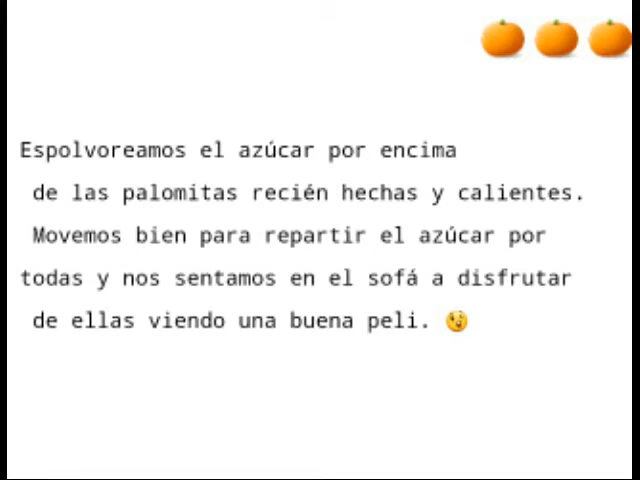 Espolvoreamos el azúcar por encima
de las palomitas recién hechas y calientes.
Movemos bien para repartir el azúcar por
todas y nos sentamos en el sofá a disfrutar
de ellas viendo una buena peli. 😋